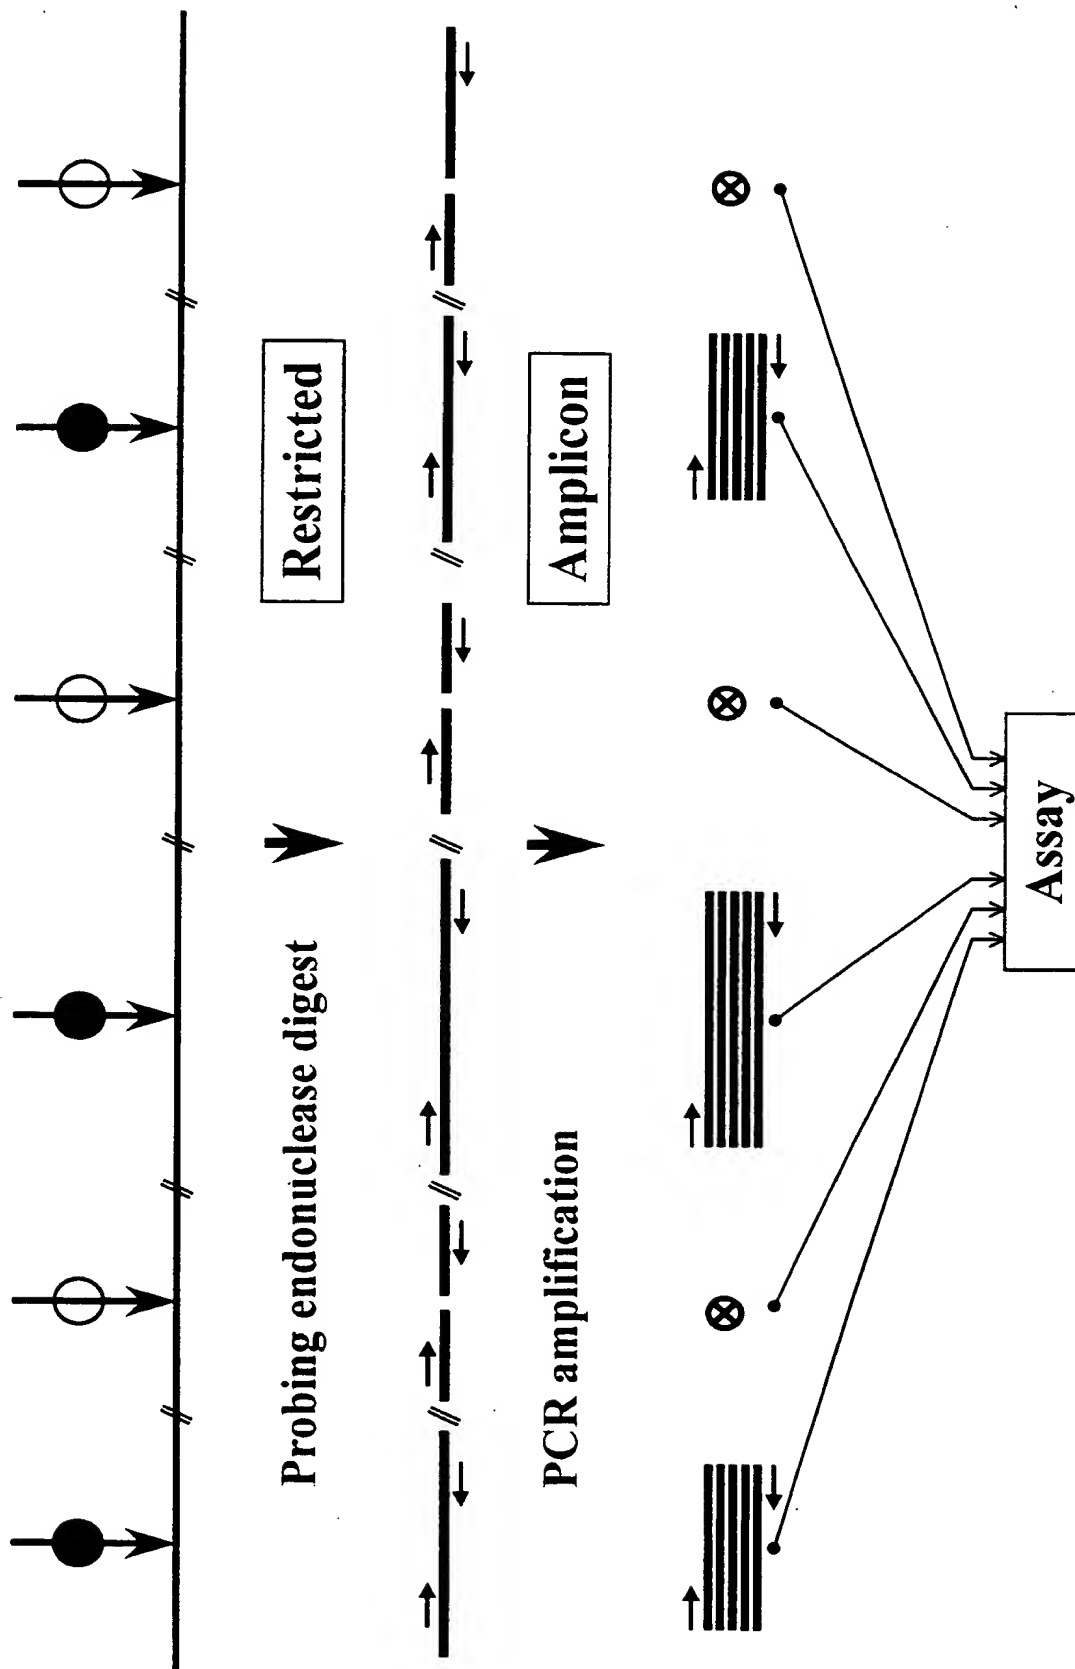 Probing endonuclease digest
Restricted
PCR amplification
Amplicon
Assay